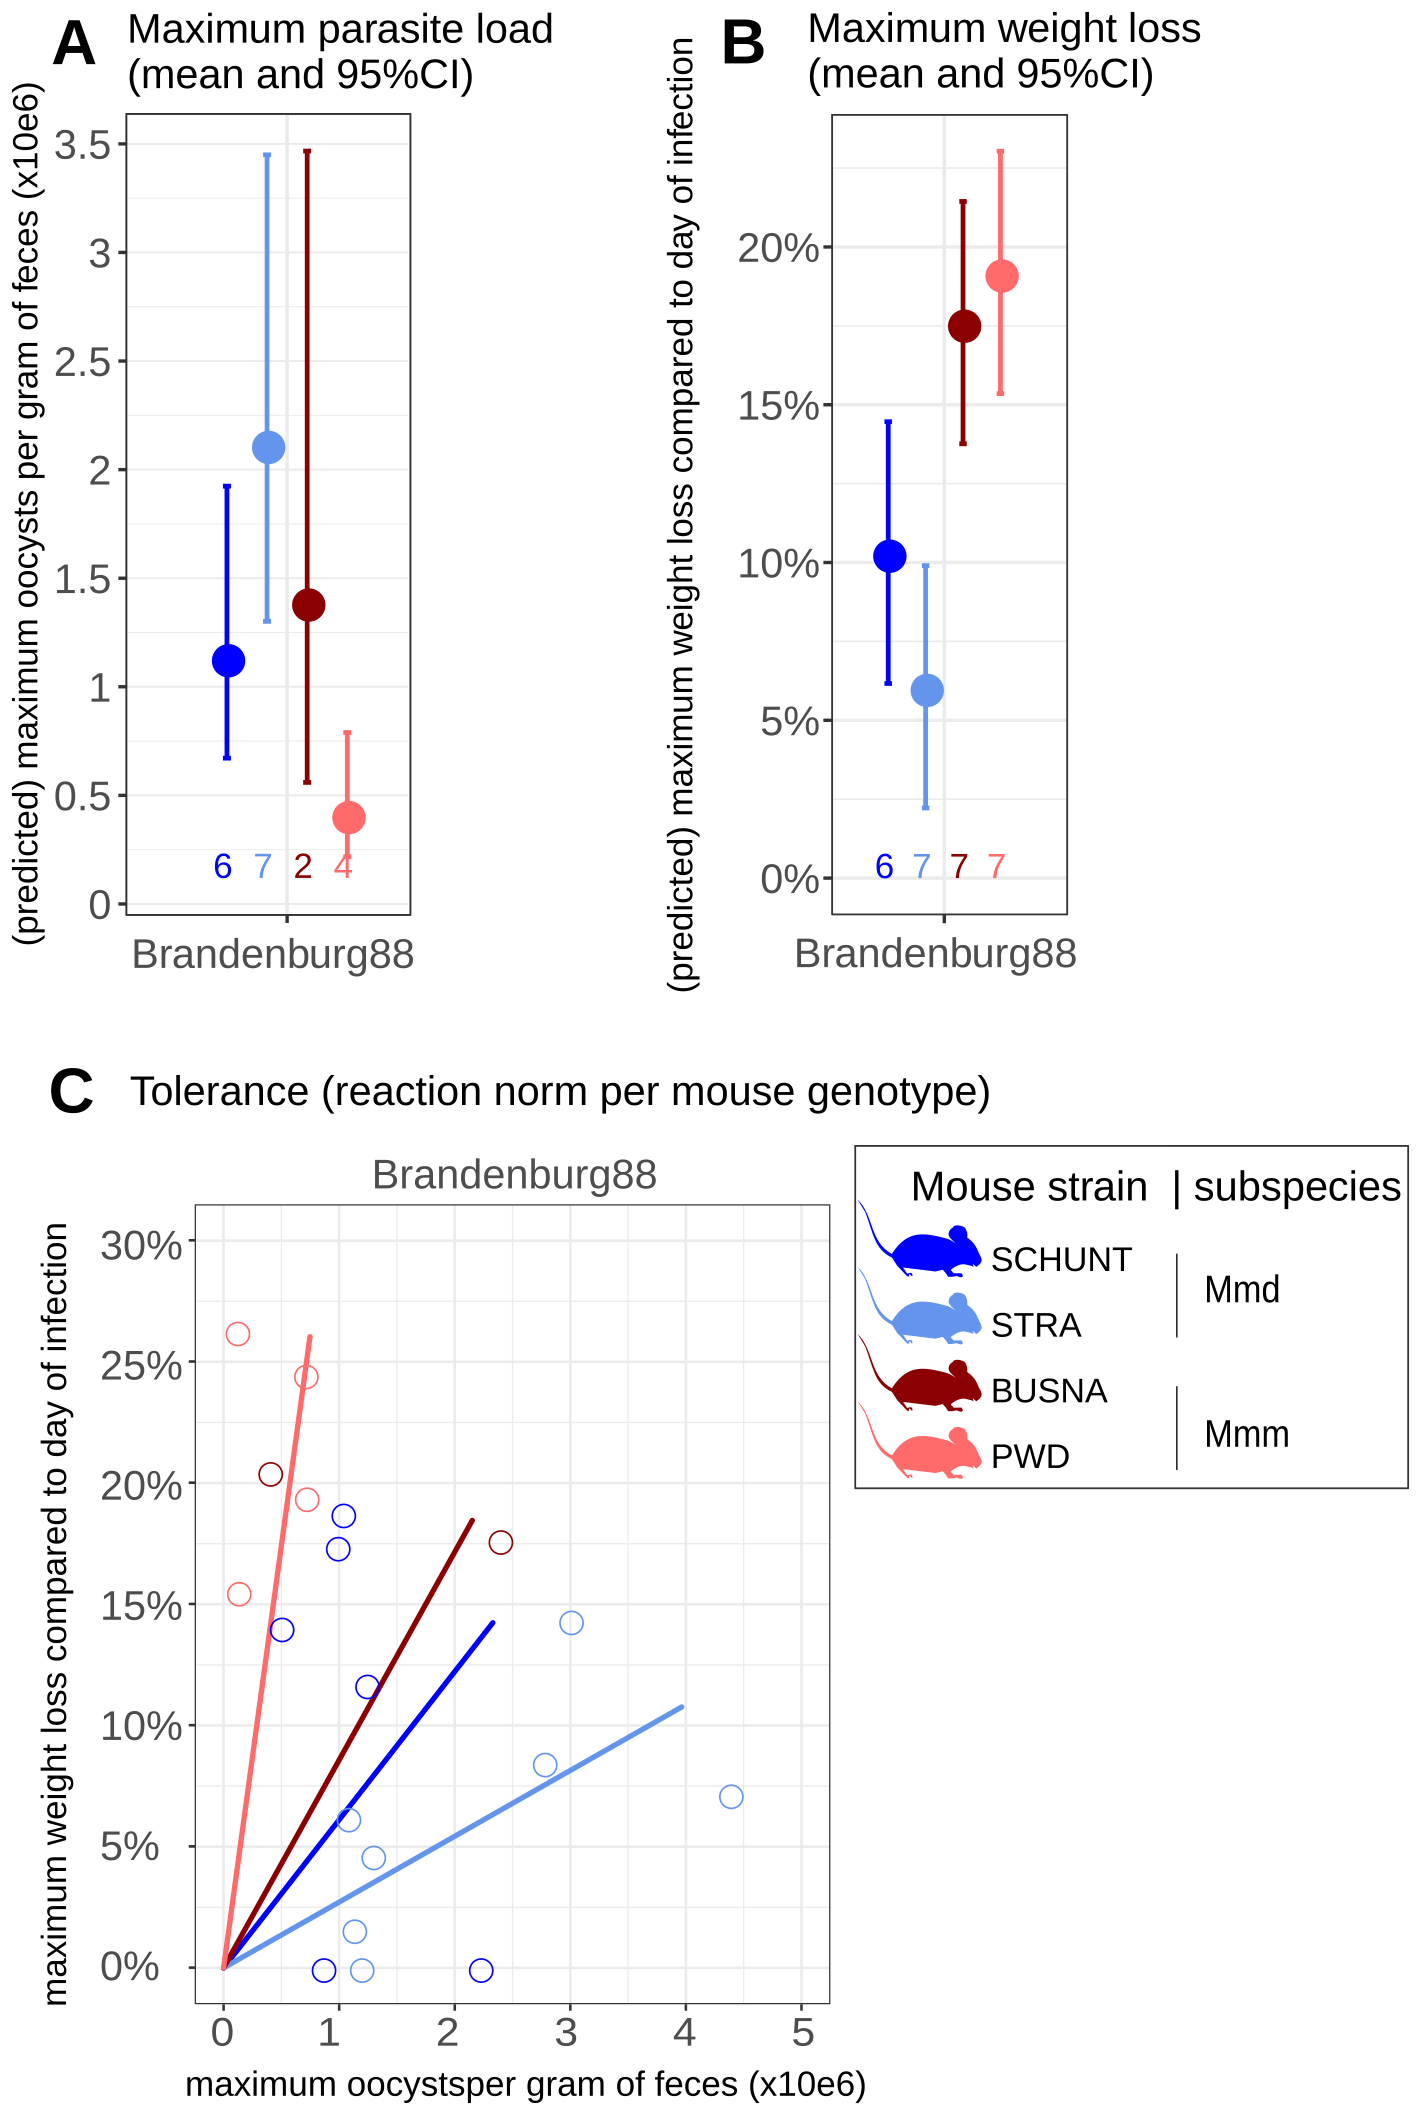 A
Maximum parasite load
(mean and 95%CI)
(predicted) maximum oocysts per gram of feces (x10e6)
3.5
3
2.5
2
1.5
1
0.5
0
6 7 2 4
Brandenburg88
B
Maximum weight loss
(mean and 95%CI)
(predicted) maximum weight loss compared to day of infection
20%
15%
10%
5%
0%
6 7 7 7
Brandenburg88
C
Tolerance (reaction norm per mouse genotype)
Brandenburg88
maximum weight loss compared to day of infection
30%
25%
20%
15%
10%
5%
0%
0 1 2 3 4 5
maximum oocystsper gram of feces (x10e6)
Mouse strain | subspecies
SCHUNT
STRA
Mmd
BUSNA
PWD
Mmm